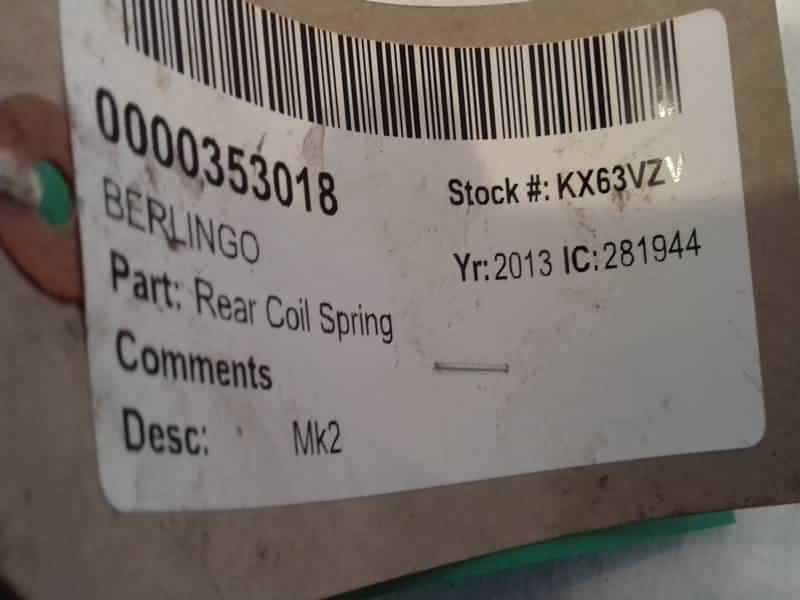 0000353018
BERLINGO
Stock #: KX63VZV
Yr: 2013 IC: 281944
Part: Rear Coil Spring
Comments
Desc: Mk2